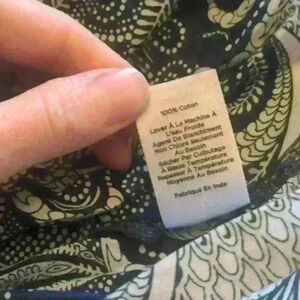 100% Coton
Laver À La Machine À
L'eau Froide
Agent De Blanchiment
Non Chloré Seulement
Au Besoin
Sécher Par Culbutage
À Basse Température
Repasser À Température
Moyenne Au Besoin
Fabriqué En Inde